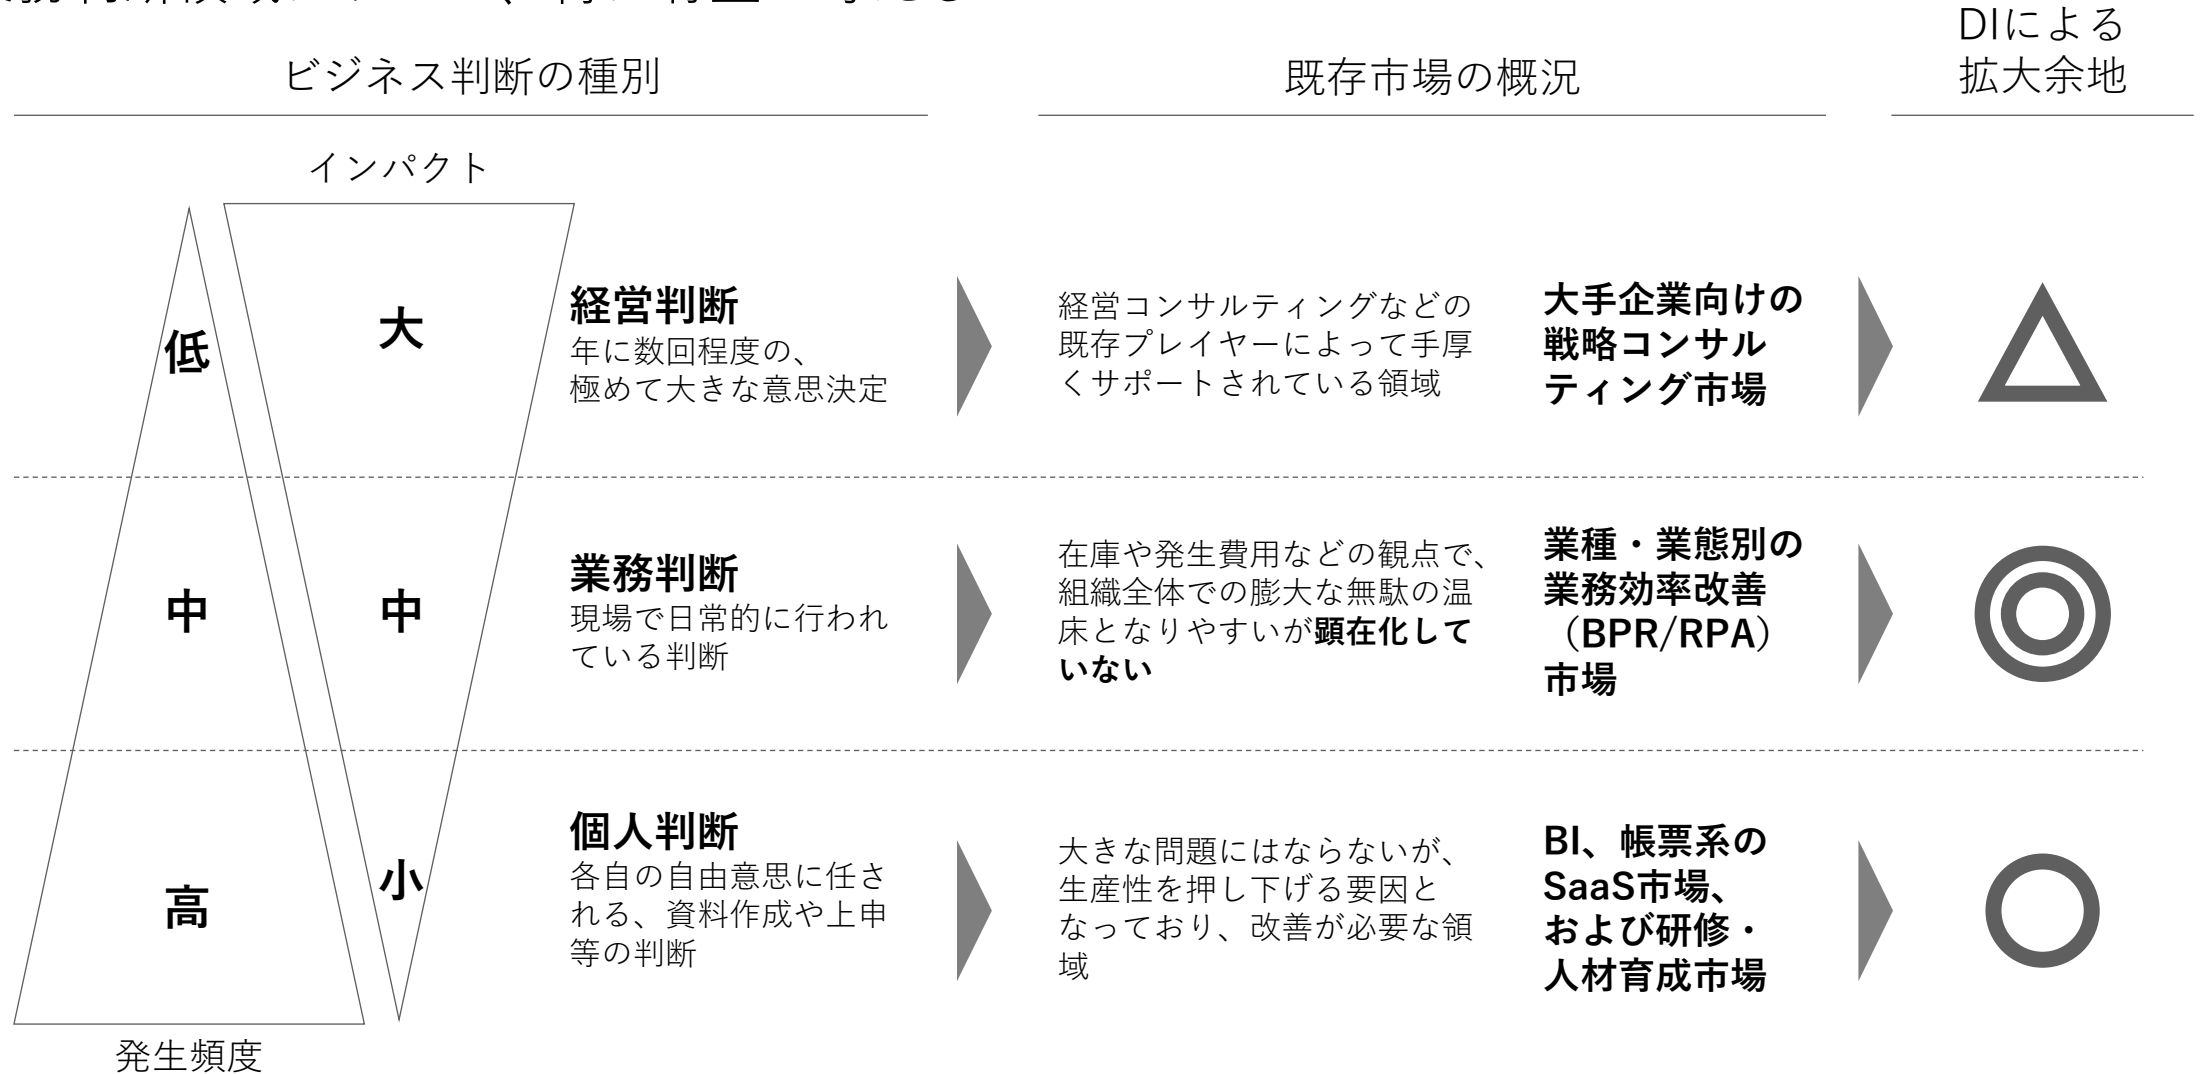 ビジネス判断の種別
既存市場の概況
DIによる
拡大余地
インパクト
低
大
経営判断
年に数回程度の、
極めて大きな意思決定
経営コンサルティングなどの
既存プレイヤーによって手厚
くサポートされている領域
大手企業向けの
戦略コンサル
ティング市場
中
中
業務判断
現場で日常的に行われ
ている判断
在庫や発生費用などの観点で、
組織全体での膨大な無駄の温
床となりやすいが顕在化して
いない
業種・業態別の
業務効率改善
（BPR/RPA）
市場
高
小
個人判断
各自の自由意思に任さ
れる、資料作成や上申
等の判断
大きな問題にはならないが、
生産性を押し下げる要因と
なっており、改善が必要な領
域
BI、帳票系の
SaaS市場、
および研修・
人材育成市場
発生頻度